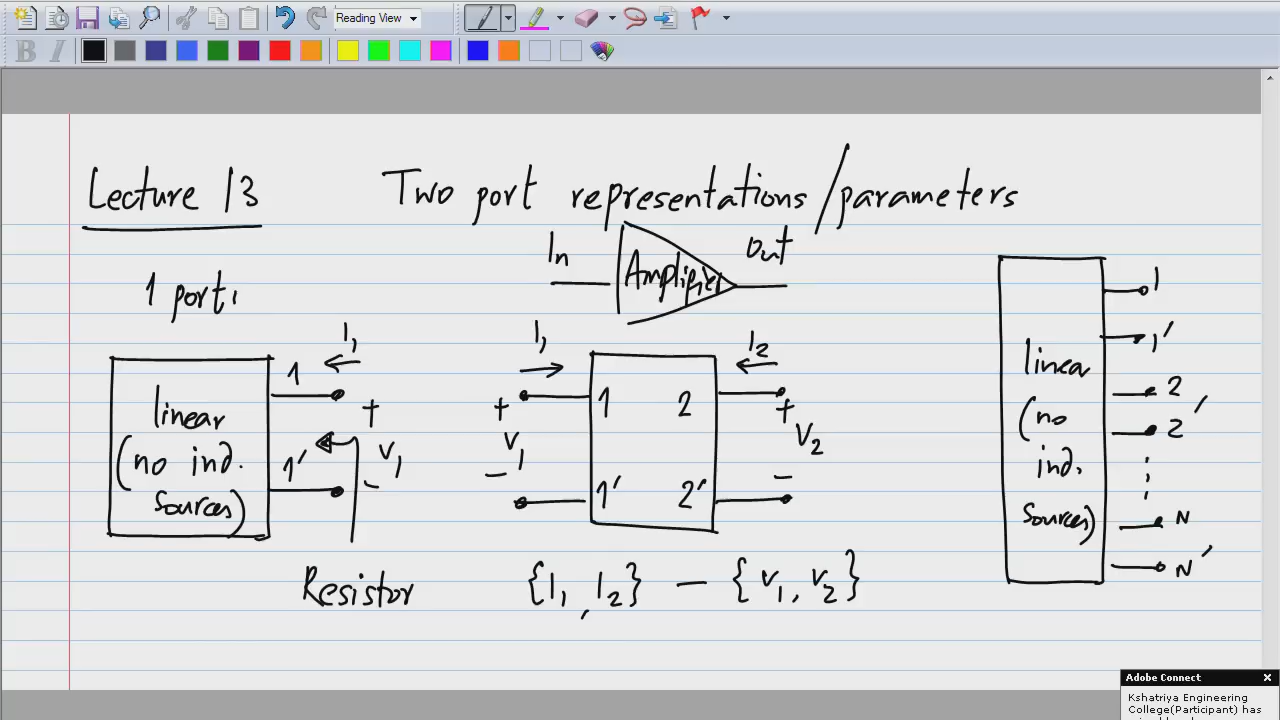 Reading View
B I
Lecture 13 Two port representations/parameters
In Amplifier Out
1 port,
I₁ I₁ I₂
1 1 2
linear
(no ind.
sources)
+ V₁ −
1′
+ V₁ −
1′ 2′
+ V₂ −
1
1′
2
2′
N
N′
linear
(no
ind.
sources)
Resistor {I₁, I₂} − {V₁, V₂}
Adobe Connect ×
Kshatriya Engineering
College(Participant) has